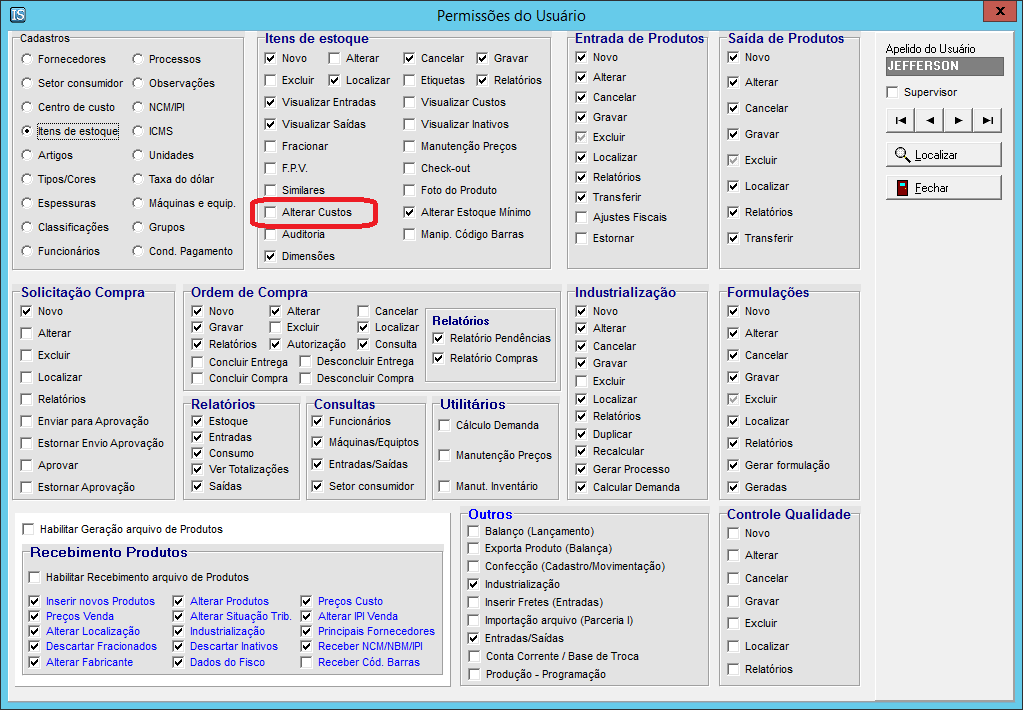 IS
Permissões do Usuário
X
Cadastros
Fornecedores
Processos
Setor consumidor
Observações
Centro de custo
NCM/IPI
Itens de estoque
ICMS
Artigos
Unidades
Tipos/Cores
Taxa do dólar
Espessuras
Máquinas e equip.
Classificações
Grupos
Funcionários
Cond. Pagamento
Itens de estoque
Novo
Alterar
Cancelar
Gravar
Excluir
Localizar
Etiquetas
Relatórios
Visualizar Entradas
Visualizar Custos
Visualizar Saídas
Visualizar Inativos
Fracionar
Manutenção Preços
F.P.V.
Check-out
Similares
Foto do Produto
Alterar Custos
Alterar Estoque Mínimo
Auditoria
Manip. Código Barras
Dimensões
Entrada de Produtos
Novo
Alterar
Cancelar
Gravar
Excluir
Localizar
Relatórios
Transferir
Ajustes Fiscais
Estornar
Saída de Produtos
Novo
Alterar
Cancelar
Gravar
Excluir
Localizar
Relatórios
Transferir
Apelido do Usuário
JEFFERSON
Supervisor
Localizar
Fechar
Solicitação Compra
Novo
Alterar
Excluir
Localizar
Relatórios
Enviar para Aprovação
Estornar Envio Aprovação
Aprovar
Estornar Aprovação
Ordem de Compra
Novo
Alterar
Cancelar
Gravar
Excluir
Localizar
Relatórios
Autorização
Consulta
Concluir Entrega
Desconcluir Entrega
Concluir Compra
Desconcluir Compra
Relatórios
Relatório Pendências
Relatório Compras
Relatórios
Estoque
Entradas
Consumo
Ver Totalizações
Saídas
Consultas
Funcionários
Máquinas/Equiptos
Entradas/Saídas
Setor consumidor
Utilitários
Cálculo Demanda
Manutenção Preços
Manut. Inventário
Industrialização
Novo
Alterar
Cancelar
Gravar
Excluir
Localizar
Relatórios
Duplicar
Recalcular
Gerar Processo
Calcular Demanda
Formulações
Novo
Alterar
Cancelar
Gravar
Excluir
Localizar
Relatórios
Gerar formulação
Geradas
Habilitar Geração arquivo de Produtos
Recebimento Produtos
Habilitar Recebimento arquivo de Produtos
Inserir novos Produtos
Alterar Produtos
Preços Custo
Preços Venda
Alterar Situação Trib.
Alterar IPI Venda
Alterar Localização
Industrialização
Principais Fornecedores
Descartar Fracionados
Descartar Inativos
Receber NCM/NBM/IPI
Alterar Fabricante
Dados do Fisco
Receber Cód. Barras
Outros
Balanço (Lançamento)
Exporta Produto (Balança)
Confecção (Cadastro/Movimentação)
Industrialização
Inserir Fretes (Entradas)
Importação arquivo (Parceria I)
Entradas/Saídas
Conta Corrente / Base de Troca
Produção - Programação
Controle Qualidade
Novo
Alterar
Cancelar
Gravar
Excluir
Localizar
Relatórios